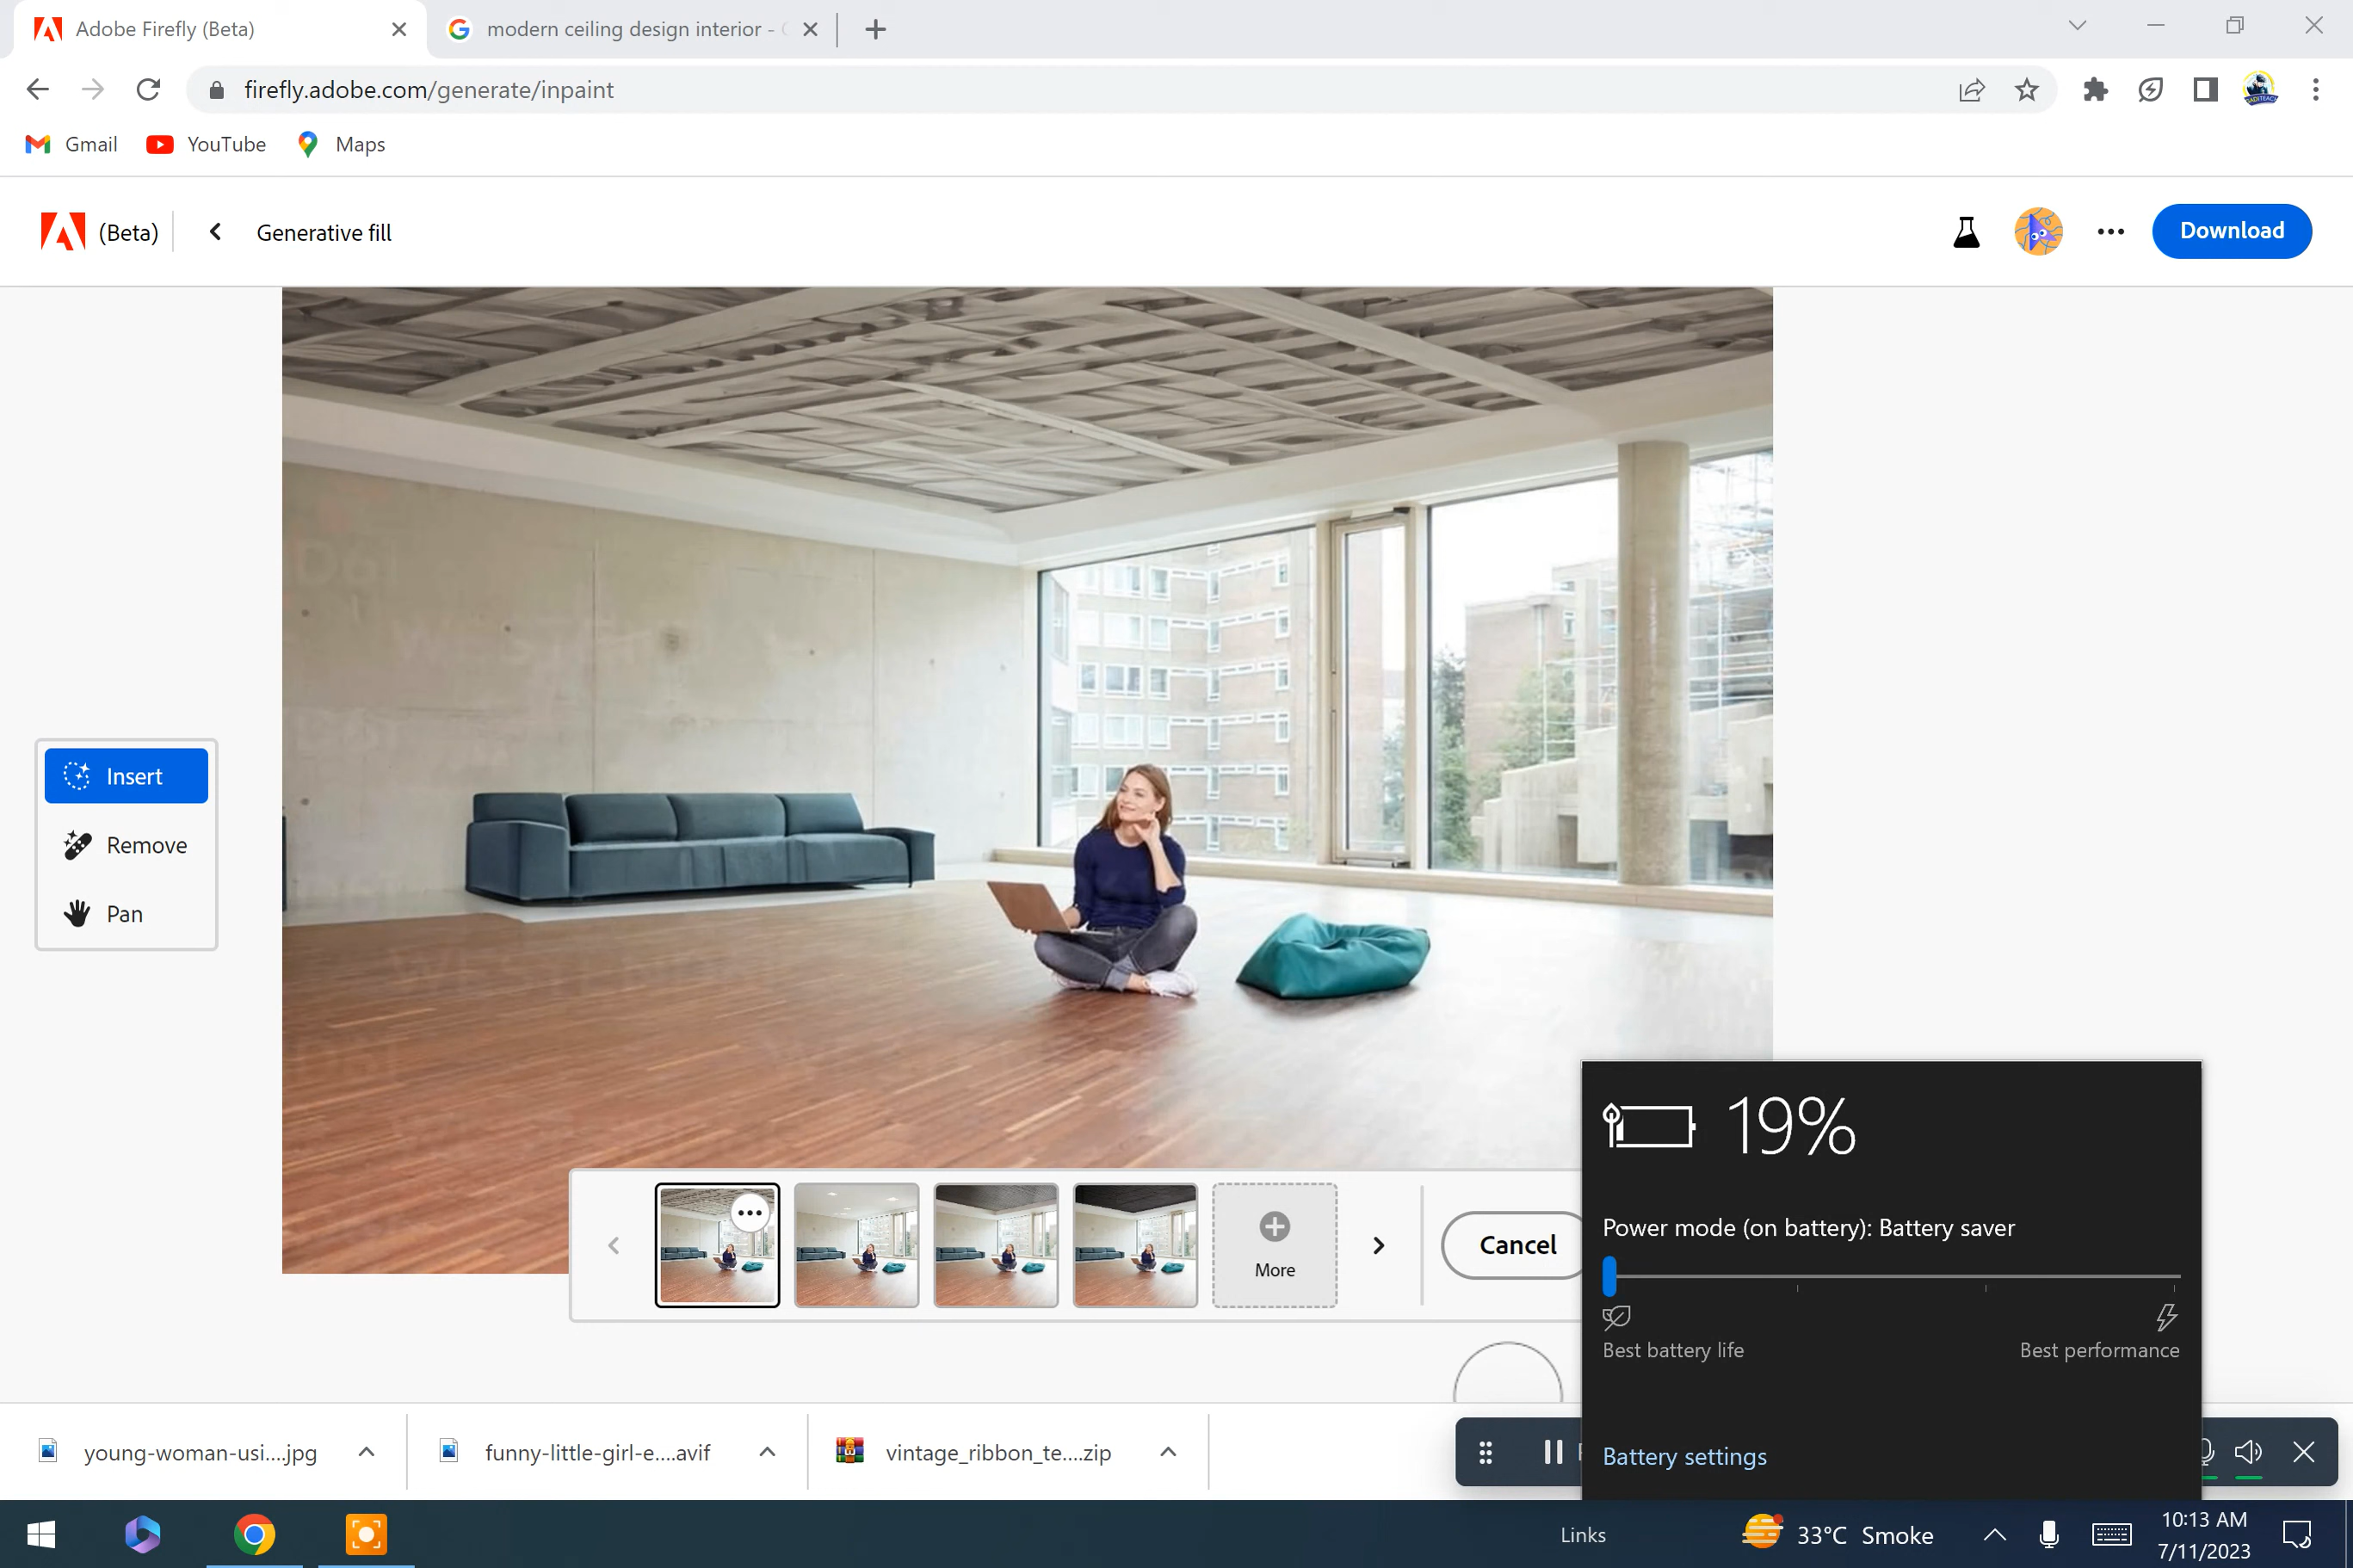 Adobe Firefly (Beta)
modern ceiling design interior -
firefly.adobe.com/generate/inpaint
Gmail
YouTube
Maps
(Beta)
Generative fill
Download
Insert
Remove
Pan
More
Cancel
19%
Power mode (on battery): Battery saver
Best battery life
Best performance
Battery settings
young-woman-usi....jpg
funny-little-girl-e....avif
vintage_ribbon_te....zip
Links
33°C Smoke
10:13 AM
7/11/2023